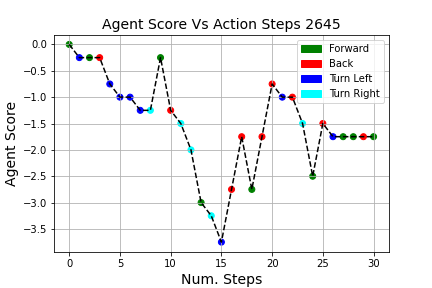 Agent Score Vs Action Steps 2645
Agent Score
0.0
−0.5
−1.0
−1.5
−2.0
−2.5
−3.0
−3.5
Forward
Back
Turn Left
Turn Right
0 5 10 15 20 25 30
Num. Steps